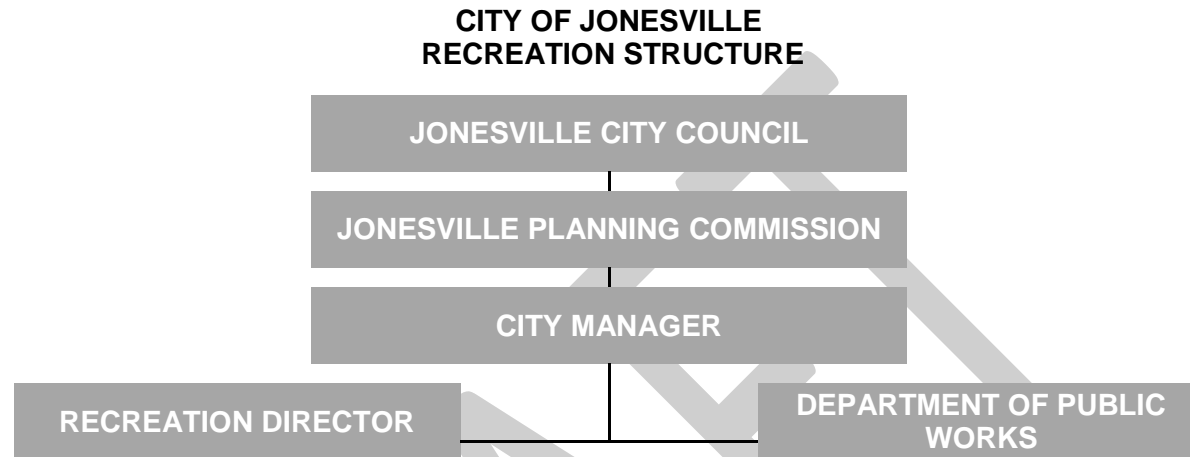 CITY OF JONESVILLE
RECREATION STRUCTURE
JONESVILLE CITY COUNCIL
JONESVILLE PLANNING COMMISSION
CITY MANAGER
RECREATION DIRECTOR
DEPARTMENT OF PUBLIC
WORKS